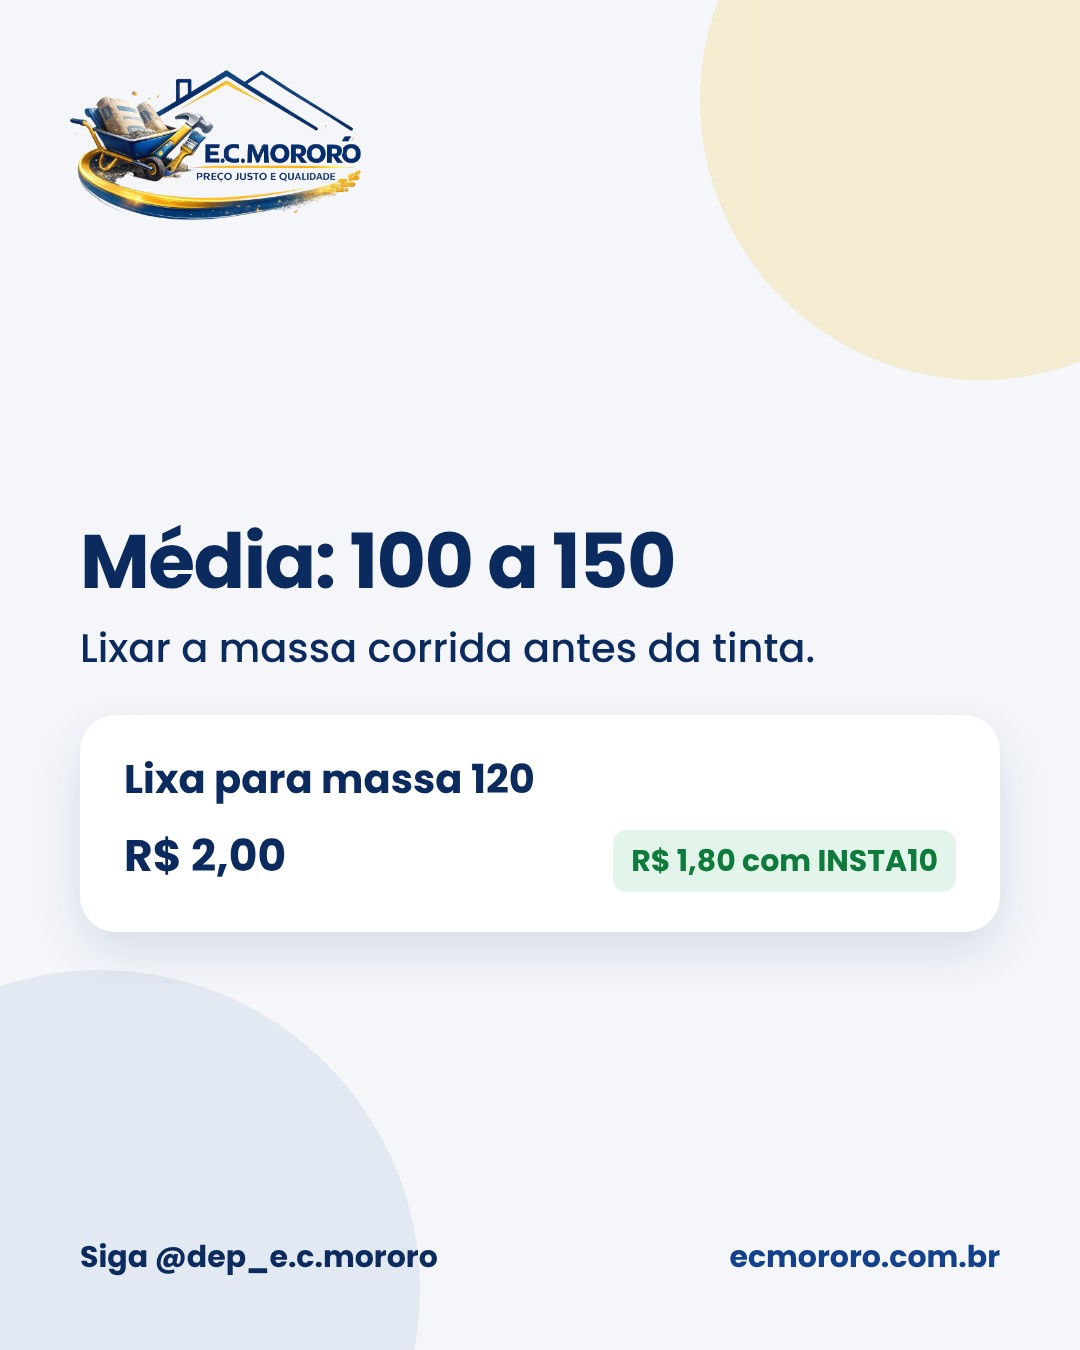 E.C.MORORÓ
PREÇO JUSTO E QUALIDADE
Média: 100 a 150
Lixar a massa corrida antes da tinta.
Lixa para massa 120
R$ 2,00
R$ 1,80 com INSTA10
Siga @dep_e.c.mororo
ecmororo.com.br